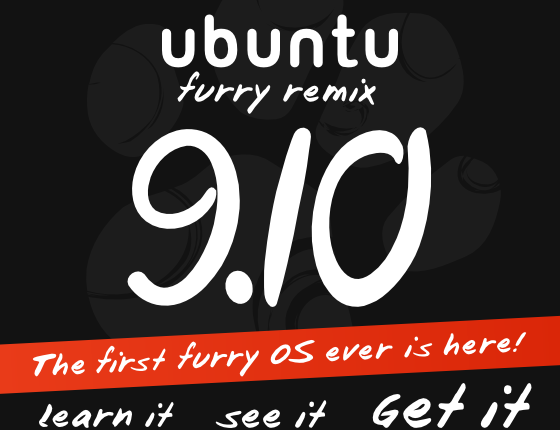 ubuntu
furry remix
9.10
The first furry OS ever is here!
learn it see it Get it